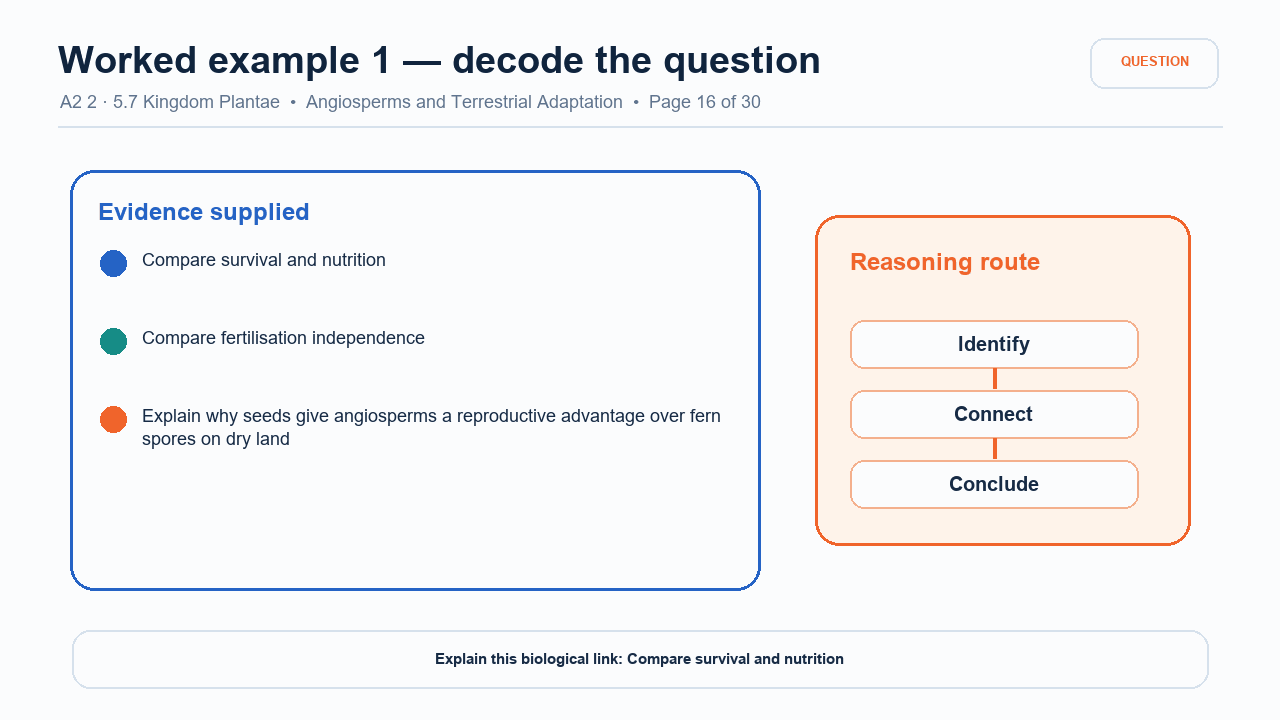 Worked example 1 — decode the question
QUESTION
A2 2 · 5.7 Kingdom Plantae • Angiosperms and Terrestrial Adaptation • Page 16 of 30
Evidence supplied
Compare survival and nutrition
Compare fertilisation independence
Explain why seeds give angiosperms a reproductive advantage over fern
spores on dry land
Reasoning route
Identify
Connect
Conclude
Explain this biological link: Compare survival and nutrition